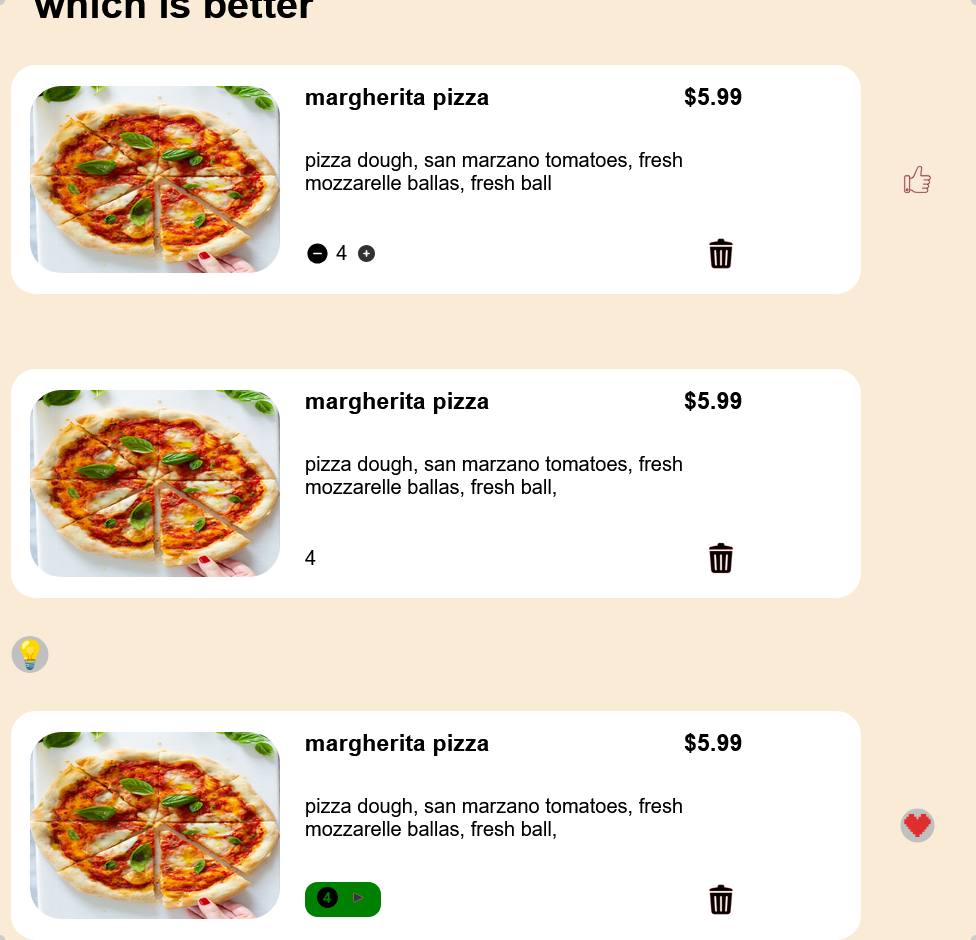 which is better
margherita pizza
$5.99
pizza dough, san marzano tomatoes, fresh
mozzarelle ballas, fresh ball
4
margherita pizza
$5.99
pizza dough, san marzano tomatoes, fresh
mozzarelle ballas, fresh ball,
4
margherita pizza
$5.99
pizza dough, san marzano tomatoes, fresh
mozzarelle ballas, fresh ball,
4